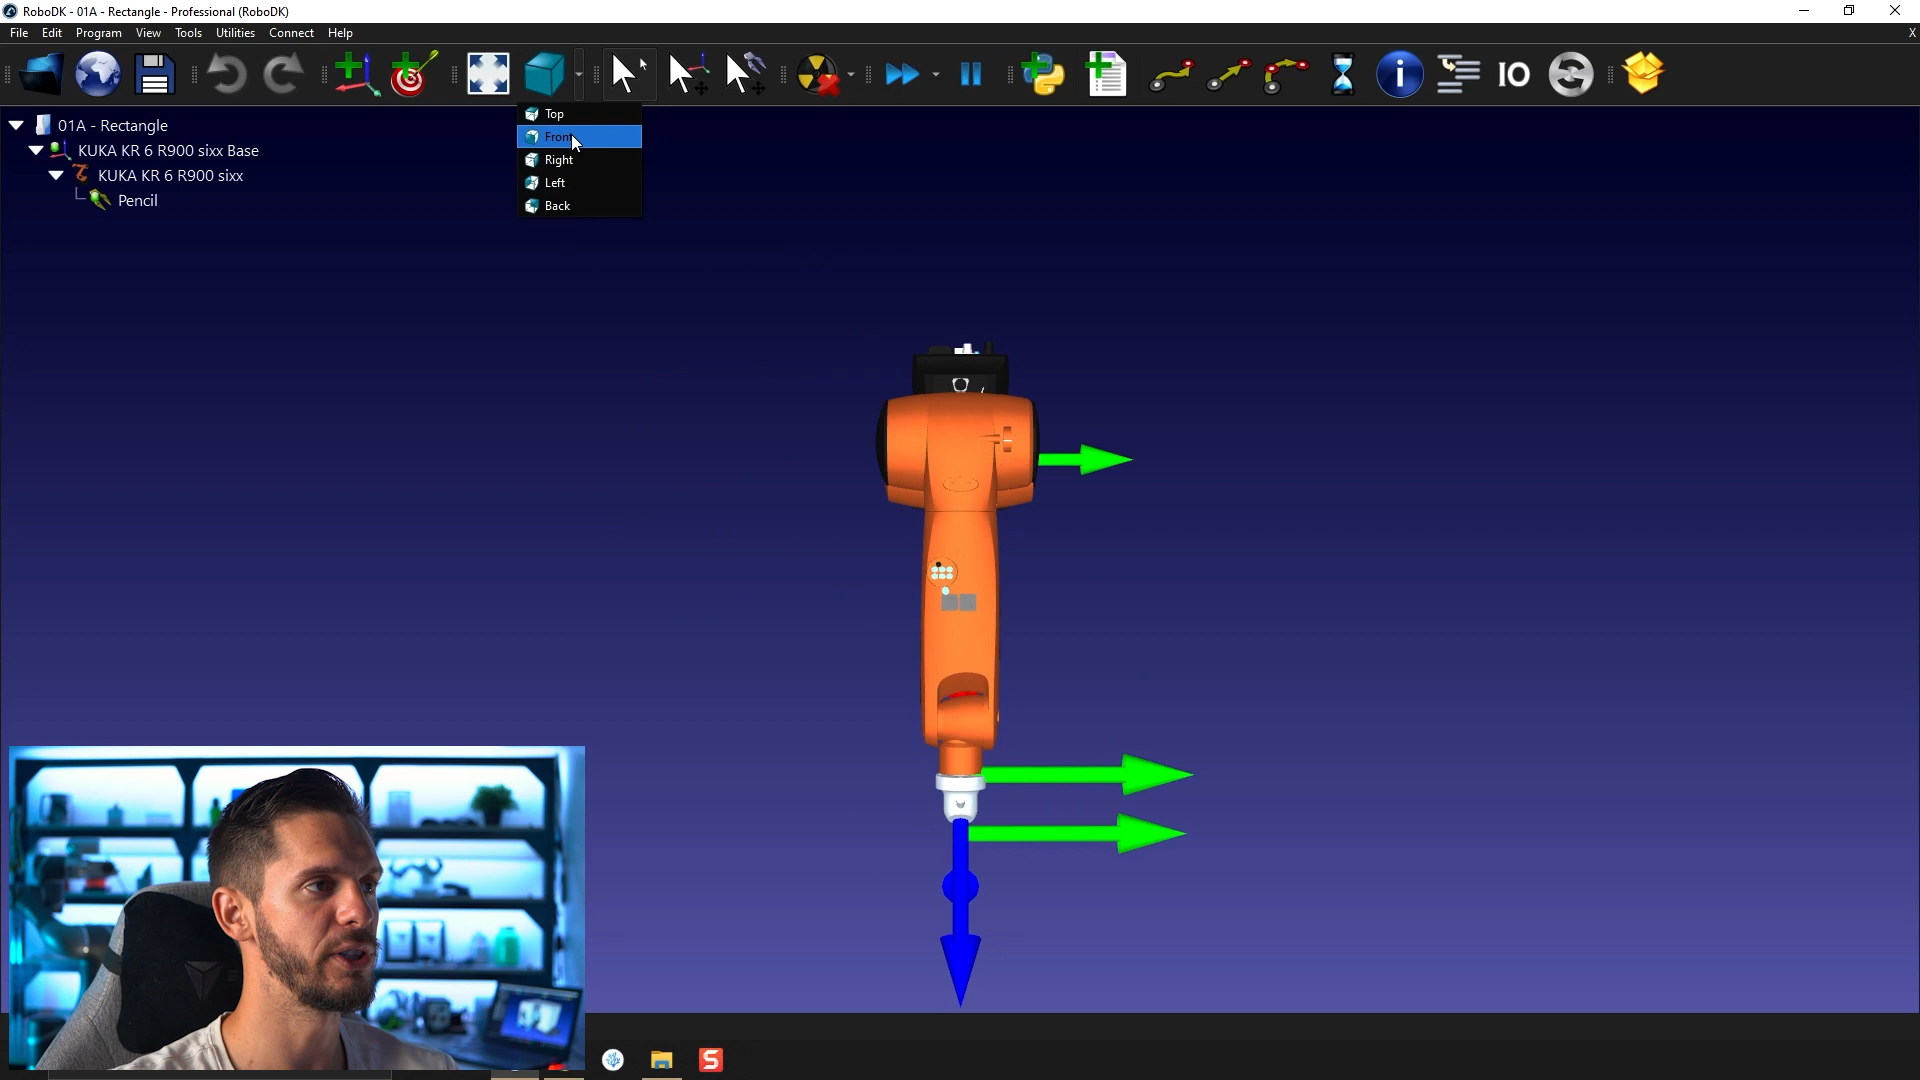 RoboDK - 01A - Rectangle - Professional (RoboDK)
File Edit Program View Tools Utilities Connect Help
X
IO
01A - Rectangle
KUKA KR 6 R900 sixx Base
KUKA KR 6 R900 sixx
Pencil
Top
Front
Right
Left
Back
S